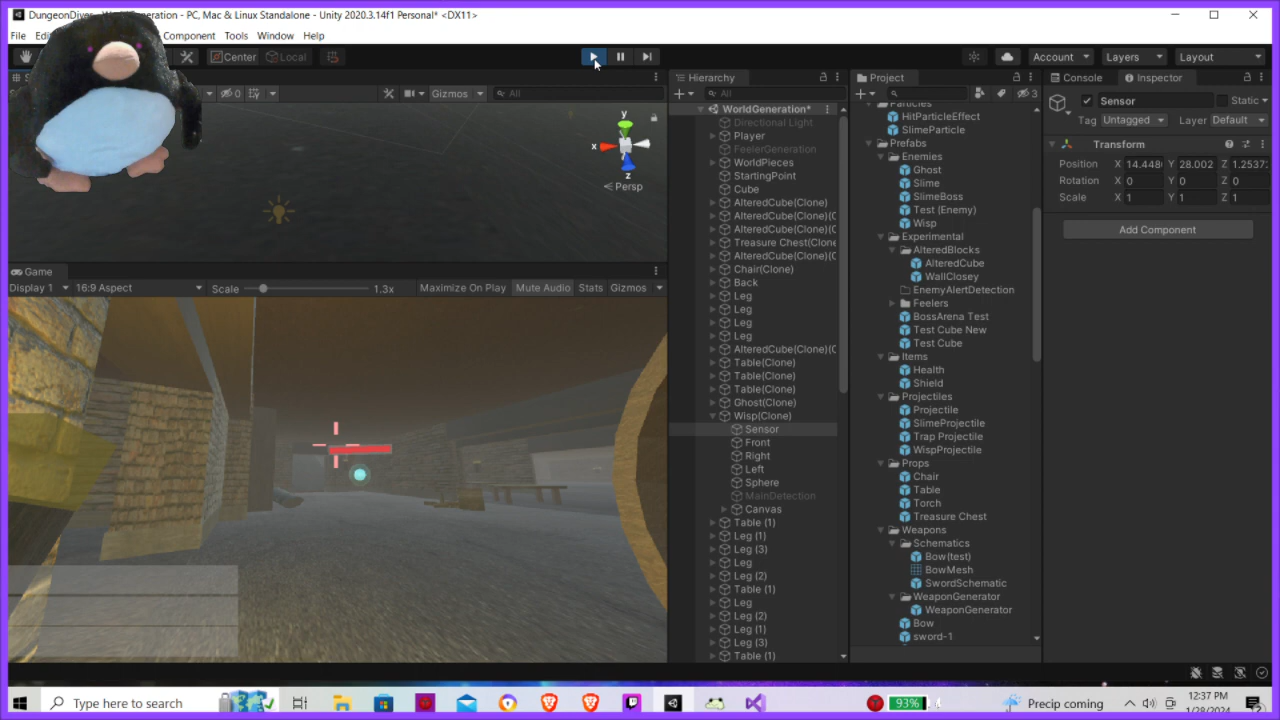 DungeonDiver - WorldGeneration - PC, Mac & Linux Standalone - Unity 2020.3.14f1 Personal* <DX11>
File Component Tools Window Help
Center Local Account Layers Layout
0 Gizmos All
y
x
z
Persp
Game
Display 1 16:9 Aspect Scale 1.3x Maximize On Play Mute Audio Stats Gizmos
Hierarchy
All
WorldGeneration*
Directional Light
Player
FeelerGeneration
WorldPieces
StartingPoint
Cube
AlteredCube(Clone)
AlteredCube(Clone)(C
AlteredCube(Clone)(C
Treasure Chest(Clone
AlteredCube(Clone)(C
Chair(Clone)
Back
Leg
Leg
Leg
Leg
AlteredCube(Clone)(C
Table(Clone)
Table(Clone)
Table(Clone)
Ghost(Clone)
Wisp(Clone)
Sensor
Front
Right
Left
Sphere
MainDetection
Canvas
Table (1)
Leg (1)
Leg (3)
Leg
Leg (2)
Table (1)
Leg
Leg (2)
Leg (1)
Leg (3)
Table (1)
Project
3
Particles
HitParticleEffect
SlimeParticle
Prefabs
Enemies
Ghost
Slime
SlimeBoss
Test (Enemy)
Wisp
Experimental
AlteredBlocks
AlteredCube
WallClosey
EnemyAlertDetection
Feelers
BossArena Test
Test Cube New
Test Cube
Items
Health
Shield
Projectiles
Projectile
SlimeProjectile
Trap Projectile
WispProjectile
Props
Chair
Table
Torch
Treasure Chest
Weapons
Schematics
Bow(test)
BowMesh
SwordSchematic
WeaponGenerator
WeaponGenerator
Bow
sword-1
Console Inspector
Sensor Static
Tag Untagged Layer Default
Transform
Position X 14.448 Y 28.002 Z 1.2537
Rotation X 0 Y 0 Z 0
Scale X 1 Y 1 Z 1
Add Component
Type here to search 93% Precip coming 12:37 PM
1/28/2024